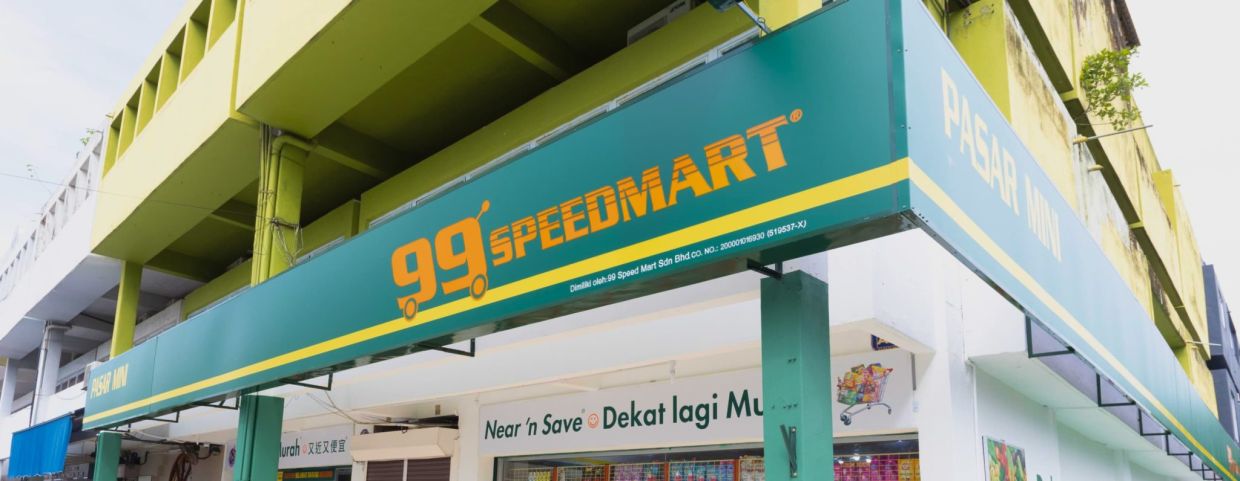 99 SPEEDMART®
PASAR MINI
Dimiliki oleh:99 Speed Mart Sdn Bhd.CO. NO.: 200001016930 (519537-X)
PASAR MINI
Near 'n Save Dekat lagi Mu
urah 又近又便宜